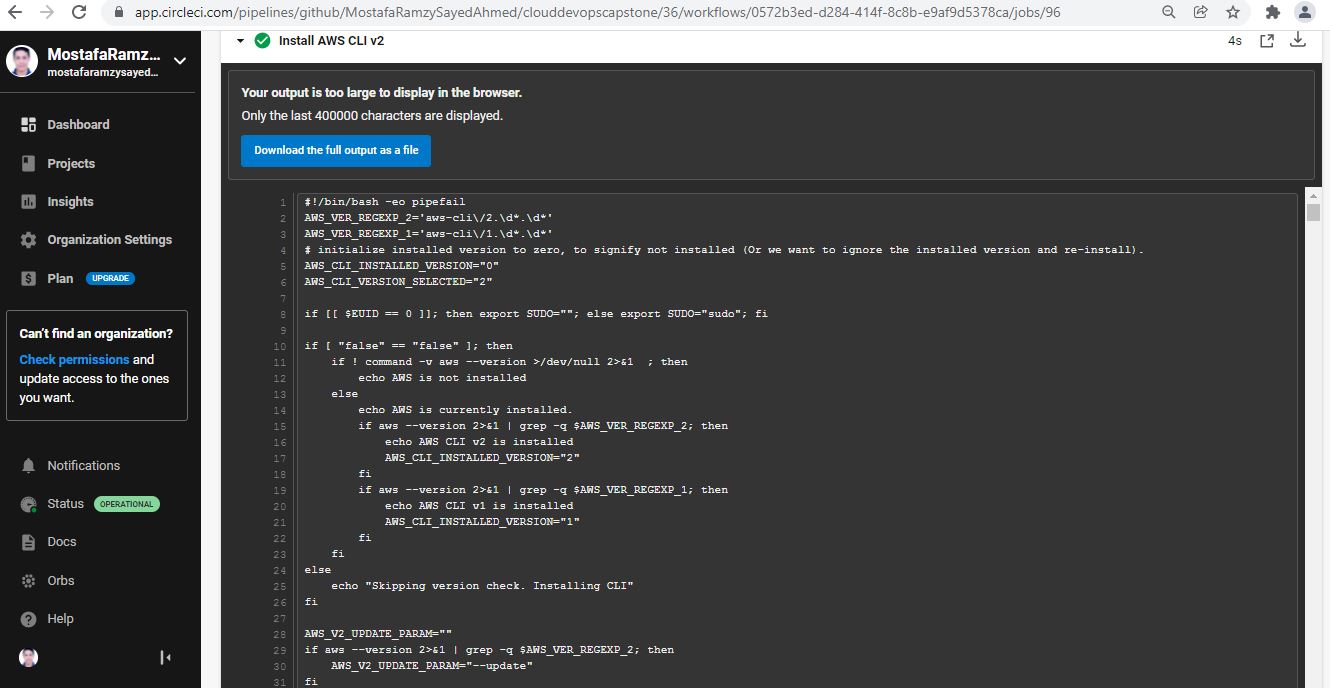 app.circleci.com/pipelines/github/MostafaRamzySayedAhmed/clouddevopscapstone/36/workflows/0572b3ed-d284-414f-8c8b-e9af9d5378ca/jobs/96
MostafaRamz...
mostafaramzysayed...
Dashboard
Projects
Insights
Organization Settings
Plan UPGRADE
Can't find an organization?
Check permissions and
update access to the ones
you want.
Notifications
Status OPERATIONAL
Docs
Orbs
Help
Install AWS CLI v2 4s
Your output is too large to display in the browser.
Only the last 400000 characters are displayed.
Download the full output as a file
1 #!/bin/bash -eo pipefail
2 AWS_VER_REGEXP_2='aws-cli\/2.\d*.\d*'
3 AWS_VER_REGEXP_1='aws-cli\/1.\d*.\d*'
4 # initialize installed version to zero, to signify not installed (Or we want to ignore the installed version and re-install).
5 AWS_CLI_INSTALLED_VERSION="0"
6 AWS_CLI_VERSION_SELECTED="2"
7
8 if [[ $EUID == 0 ]]; then export SUDO=""; else export SUDO="sudo"; fi
9
10 if [ "false" == "false" ]; then
11     if ! command -v aws --version >/dev/null 2>&1  ; then
12         echo AWS is not installed
13     else
14         echo AWS is currently installed.
15         if aws --version 2>&1 | grep -q $AWS_VER_REGEXP_2; then
16             echo AWS CLI v2 is installed
17             AWS_CLI_INSTALLED_VERSION="2"
18         fi
19         if aws --version 2>&1 | grep -q $AWS_VER_REGEXP_1; then
20             echo AWS CLI v1 is installed
21             AWS_CLI_INSTALLED_VERSION="1"
22         fi
23     fi
24 else
25     echo "Skipping version check. Installing CLI"
26 fi
27
28 AWS_V2_UPDATE_PARAM=""
29 if aws --version 2>&1 | grep -q $AWS_VER_REGEXP_2; then
30     AWS_V2_UPDATE_PARAM="--update"
31 fi